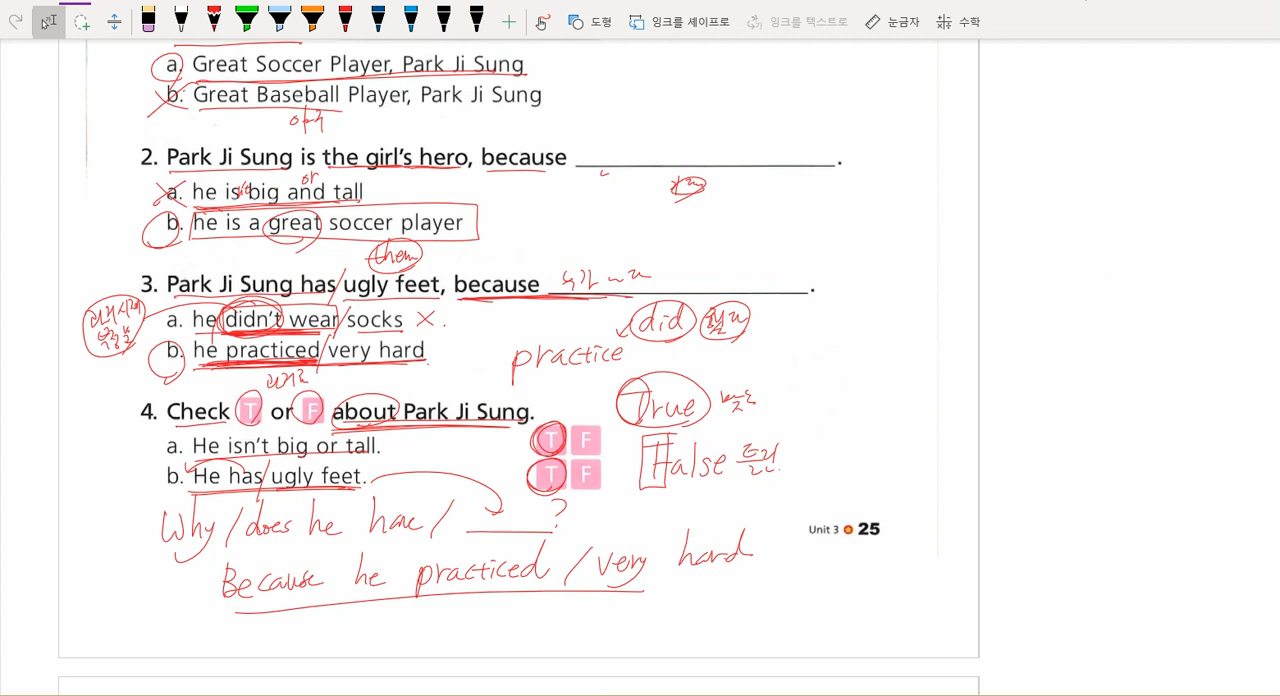 도형 잉크를 셰이프로 잉크를 텍스트로 눈금자 수학
a. Great Soccer Player, Park Ji Sung
b. Great Baseball Player, Park Ji Sung
야구
2. Park Ji Sung is the girl's hero, because ____________.
or
a. he is big and tall
b. he is a great soccer player
them
3. Park Ji Sung has ugly feet, because ____________.
a. he didn't wear socks X.
did
b. he practiced very hard
practice
4. Check T or F about Park Ji Sung.
True
a. He isn't big or tall. T F
False 틀린
b. He has ugly feet. T F
Why / does he have / ______?
Unit 3 25
Because he practiced / very hard